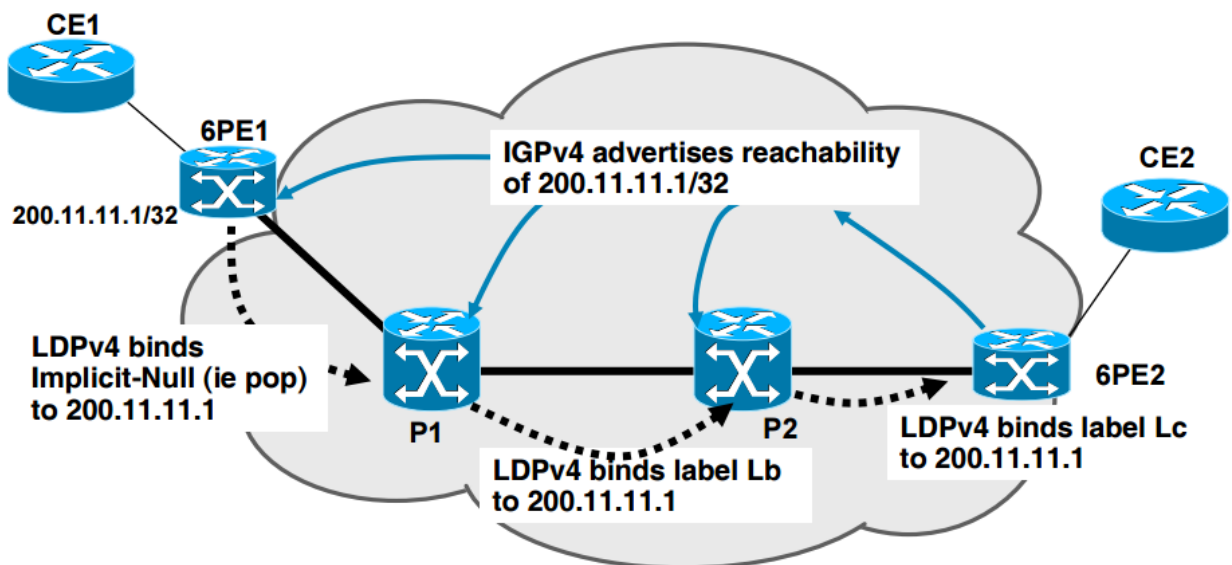 CE1
6PE1
IGPv4 advertises reachability
of 200.11.11.1/32
CE2
200.11.11.1/32
LDPv4 binds
Implicit-Null (ie pop)
to 200.11.11.1
P1
P2
6PE2
LDPv4 binds label Lb
to 200.11.11.1
LDPv4 binds label Lc
to 200.11.11.1